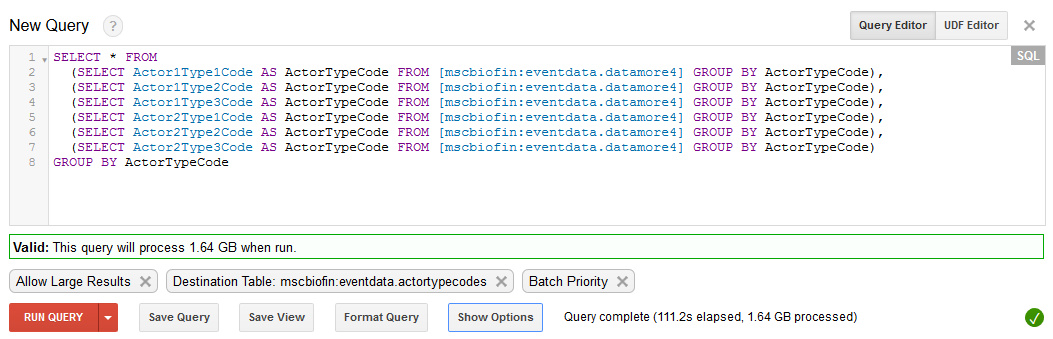 New Query ? Query Editor UDF Editor ×
SQL
1 SELECT * FROM
2 (SELECT Actor1Type1Code AS ActorTypeCode FROM [mscbiofin:eventdata.datamore4] GROUP BY ActorTypeCode),
3 (SELECT Actor1Type2Code AS ActorTypeCode FROM [mscbiofin:eventdata.datamore4] GROUP BY ActorTypeCode),
4 (SELECT Actor1Type3Code AS ActorTypeCode FROM [mscbiofin:eventdata.datamore4] GROUP BY ActorTypeCode),
5 (SELECT Actor2Type1Code AS ActorTypeCode FROM [mscbiofin:eventdata.datamore4] GROUP BY ActorTypeCode),
6 (SELECT Actor2Type2Code AS ActorTypeCode FROM [mscbiofin:eventdata.datamore4] GROUP BY ActorTypeCode),
7 (SELECT Actor2Type3Code AS ActorTypeCode FROM [mscbiofin:eventdata.datamore4] GROUP BY ActorTypeCode)
8 GROUP BY ActorTypeCode
Valid: This query will process 1.64 GB when run.
Allow Large Results × Destination Table: mscbiofin:eventdata.actortypecodes × Batch Priority ×
RUN QUERY Save Query Save View Format Query Show Options Query complete (111.2s elapsed, 1.64 GB processed)